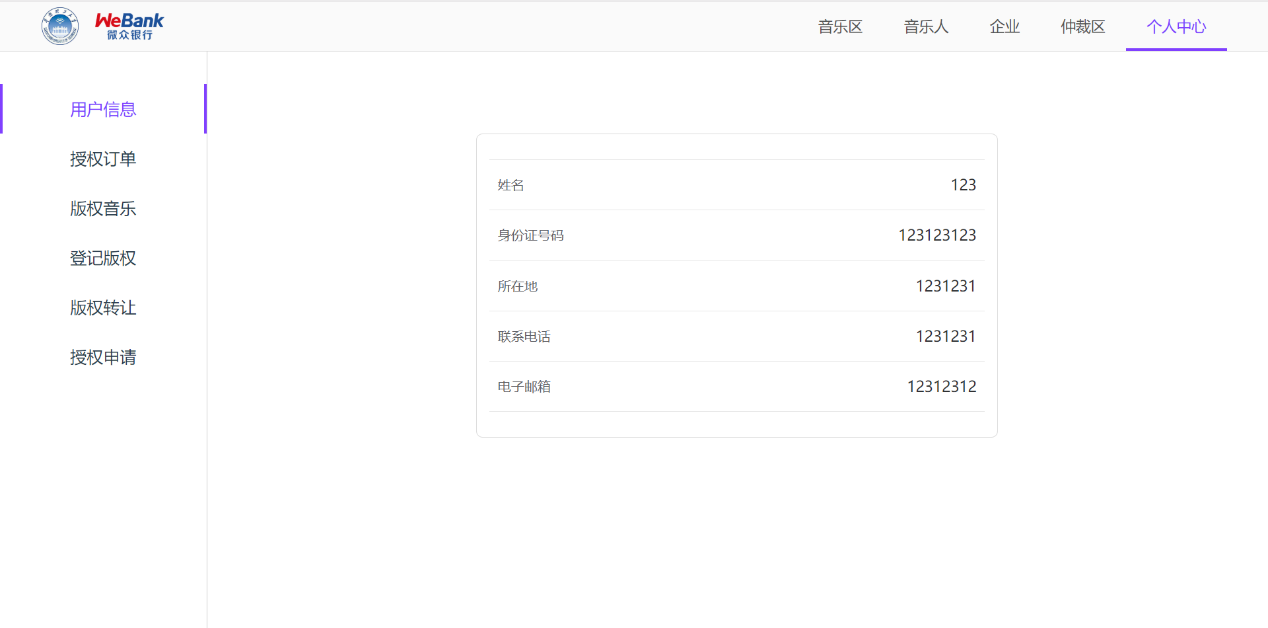 WeBank
微众银行
音乐区 音乐人 企业 仲裁区 个人中心
用户信息
授权订单
版权音乐
登记版权
版权转让
授权申请
姓名 123
身份证号码 123123123
所在地 1231231
联系电话 1231231
电子邮箱 12312312